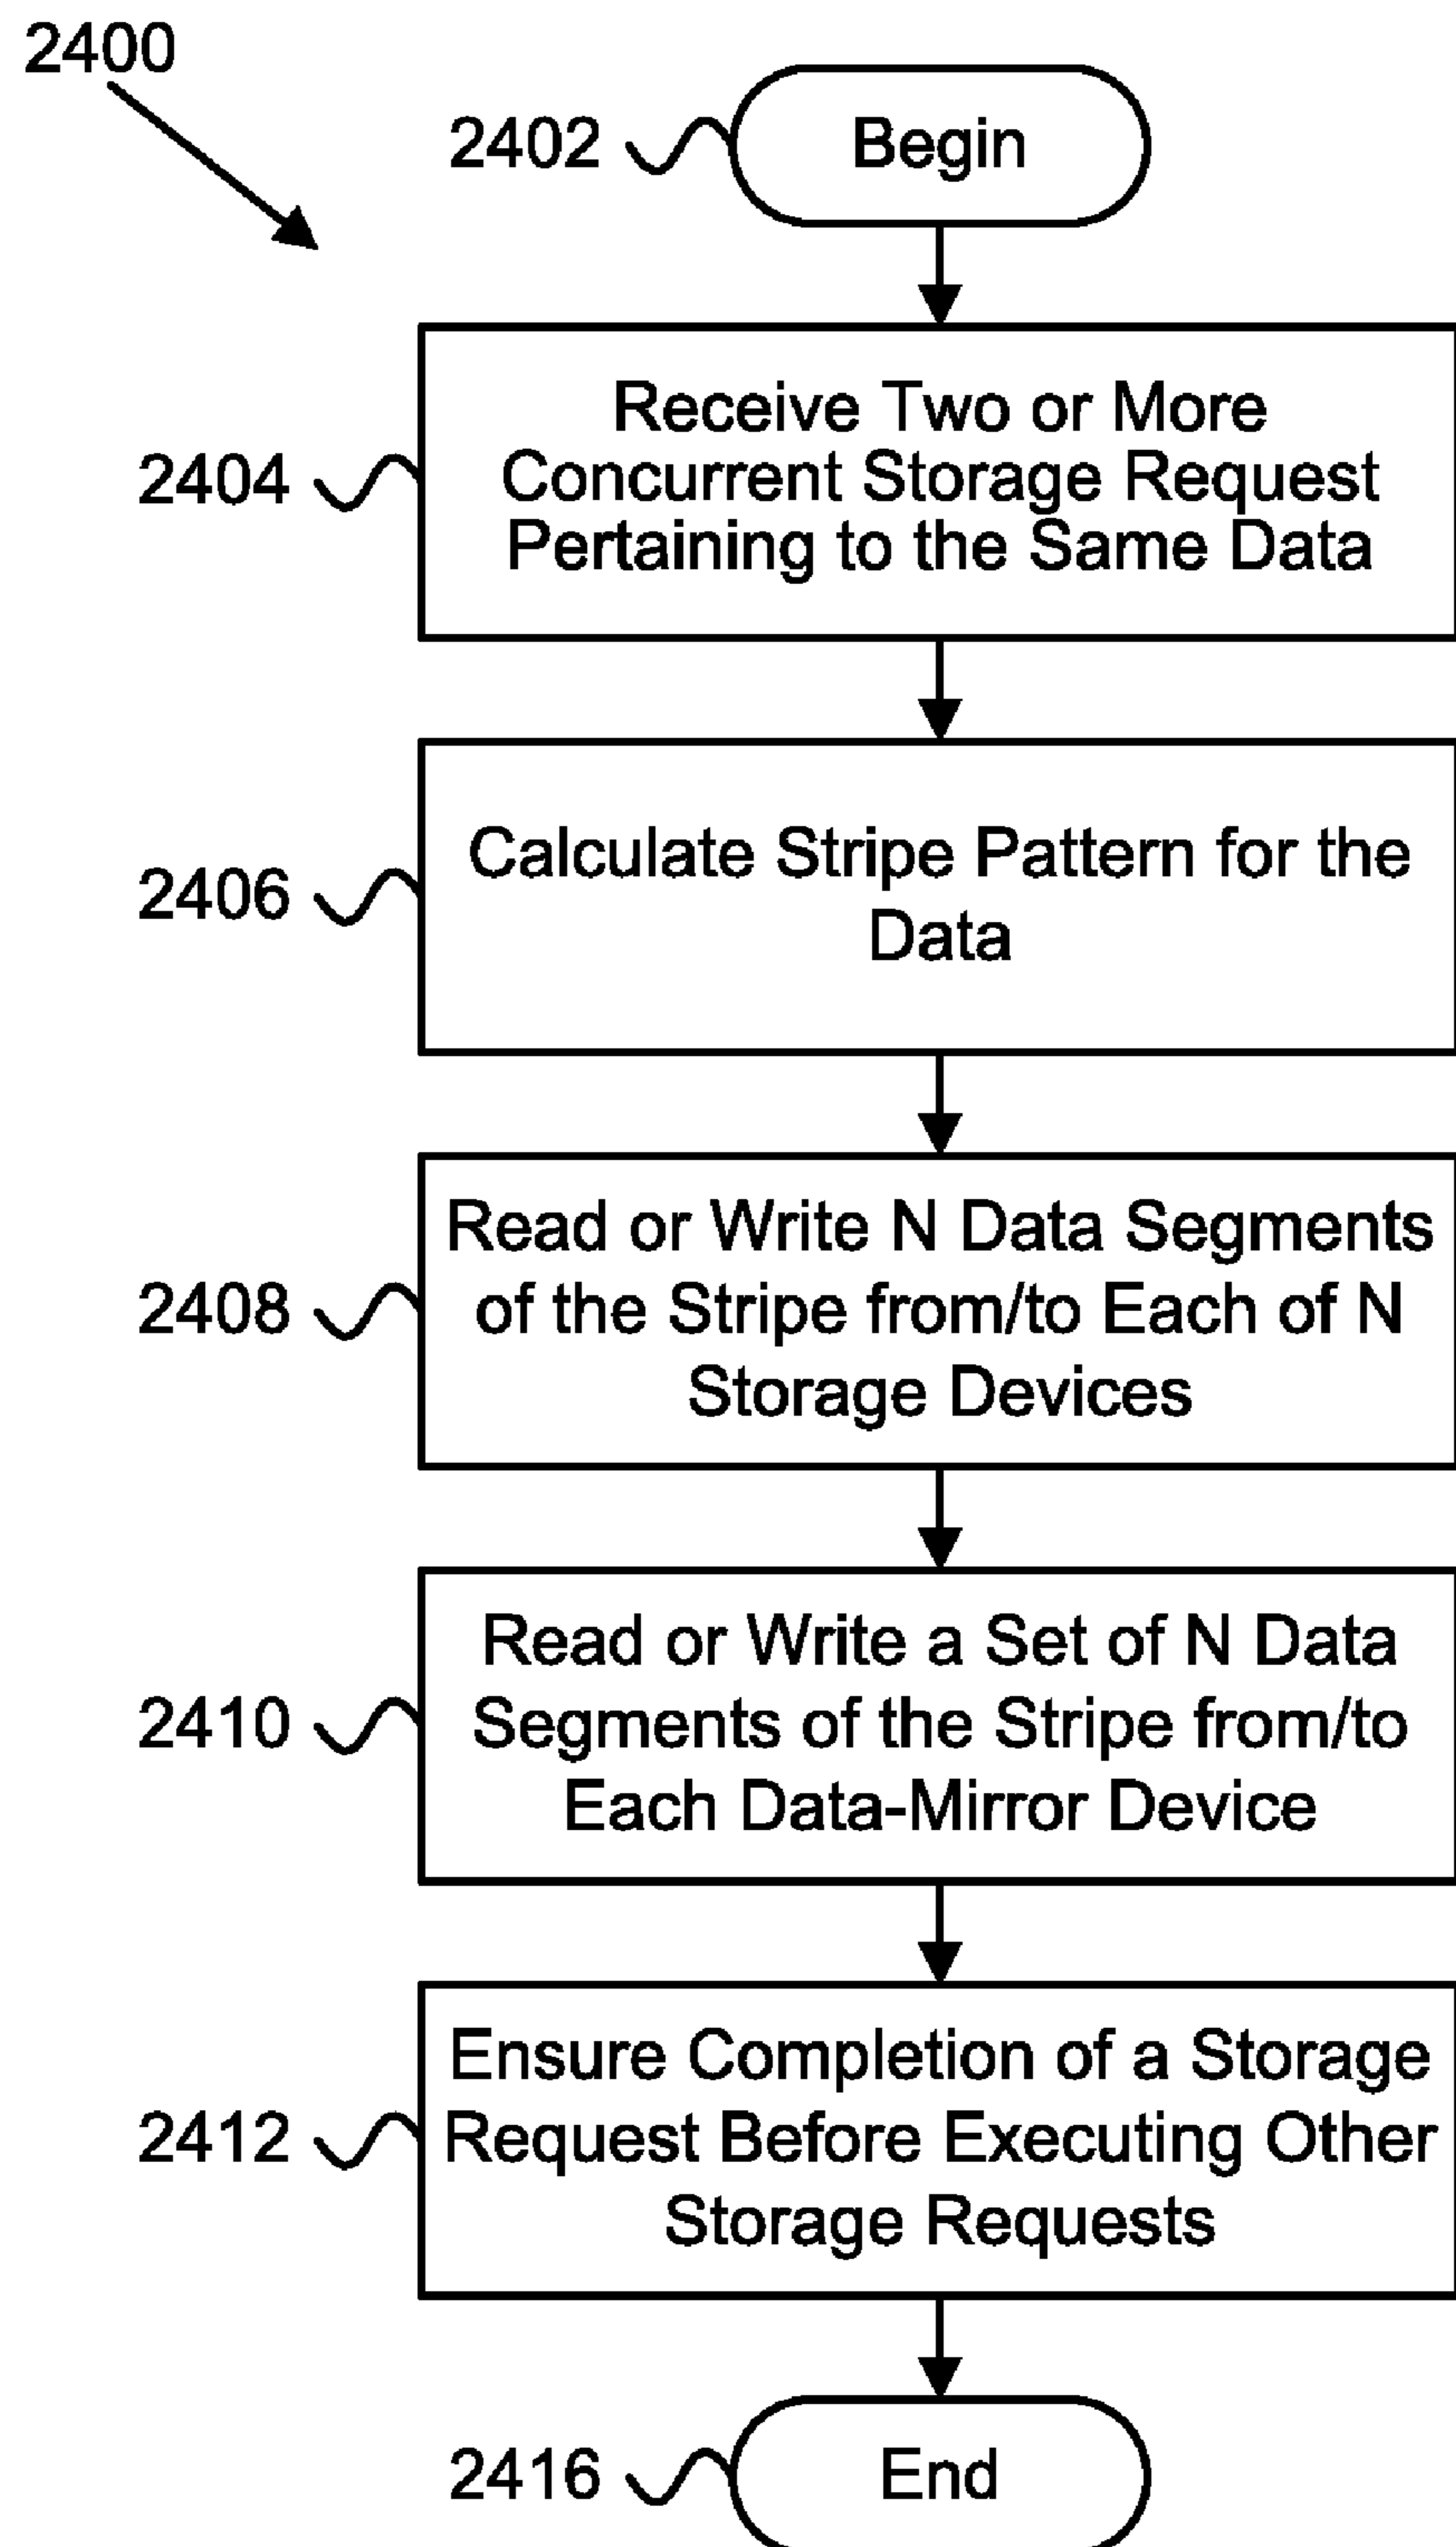 2400
2402
Begin
2404
Receive Two or More
Concurrent Storage Request
Pertaining to the Same Data
2406
Calculate Stripe Pattern for the
Data
2408
Read or Write N Data Segments
of the Stripe from/to Each of N
Storage Devices
2410
Read or Write a Set of N Data
Segments of the Stripe from/to
Each Data-Mirror Device
2412
Ensure Completion of a Storage
Request Before Executing Other
Storage Requests
2416
End